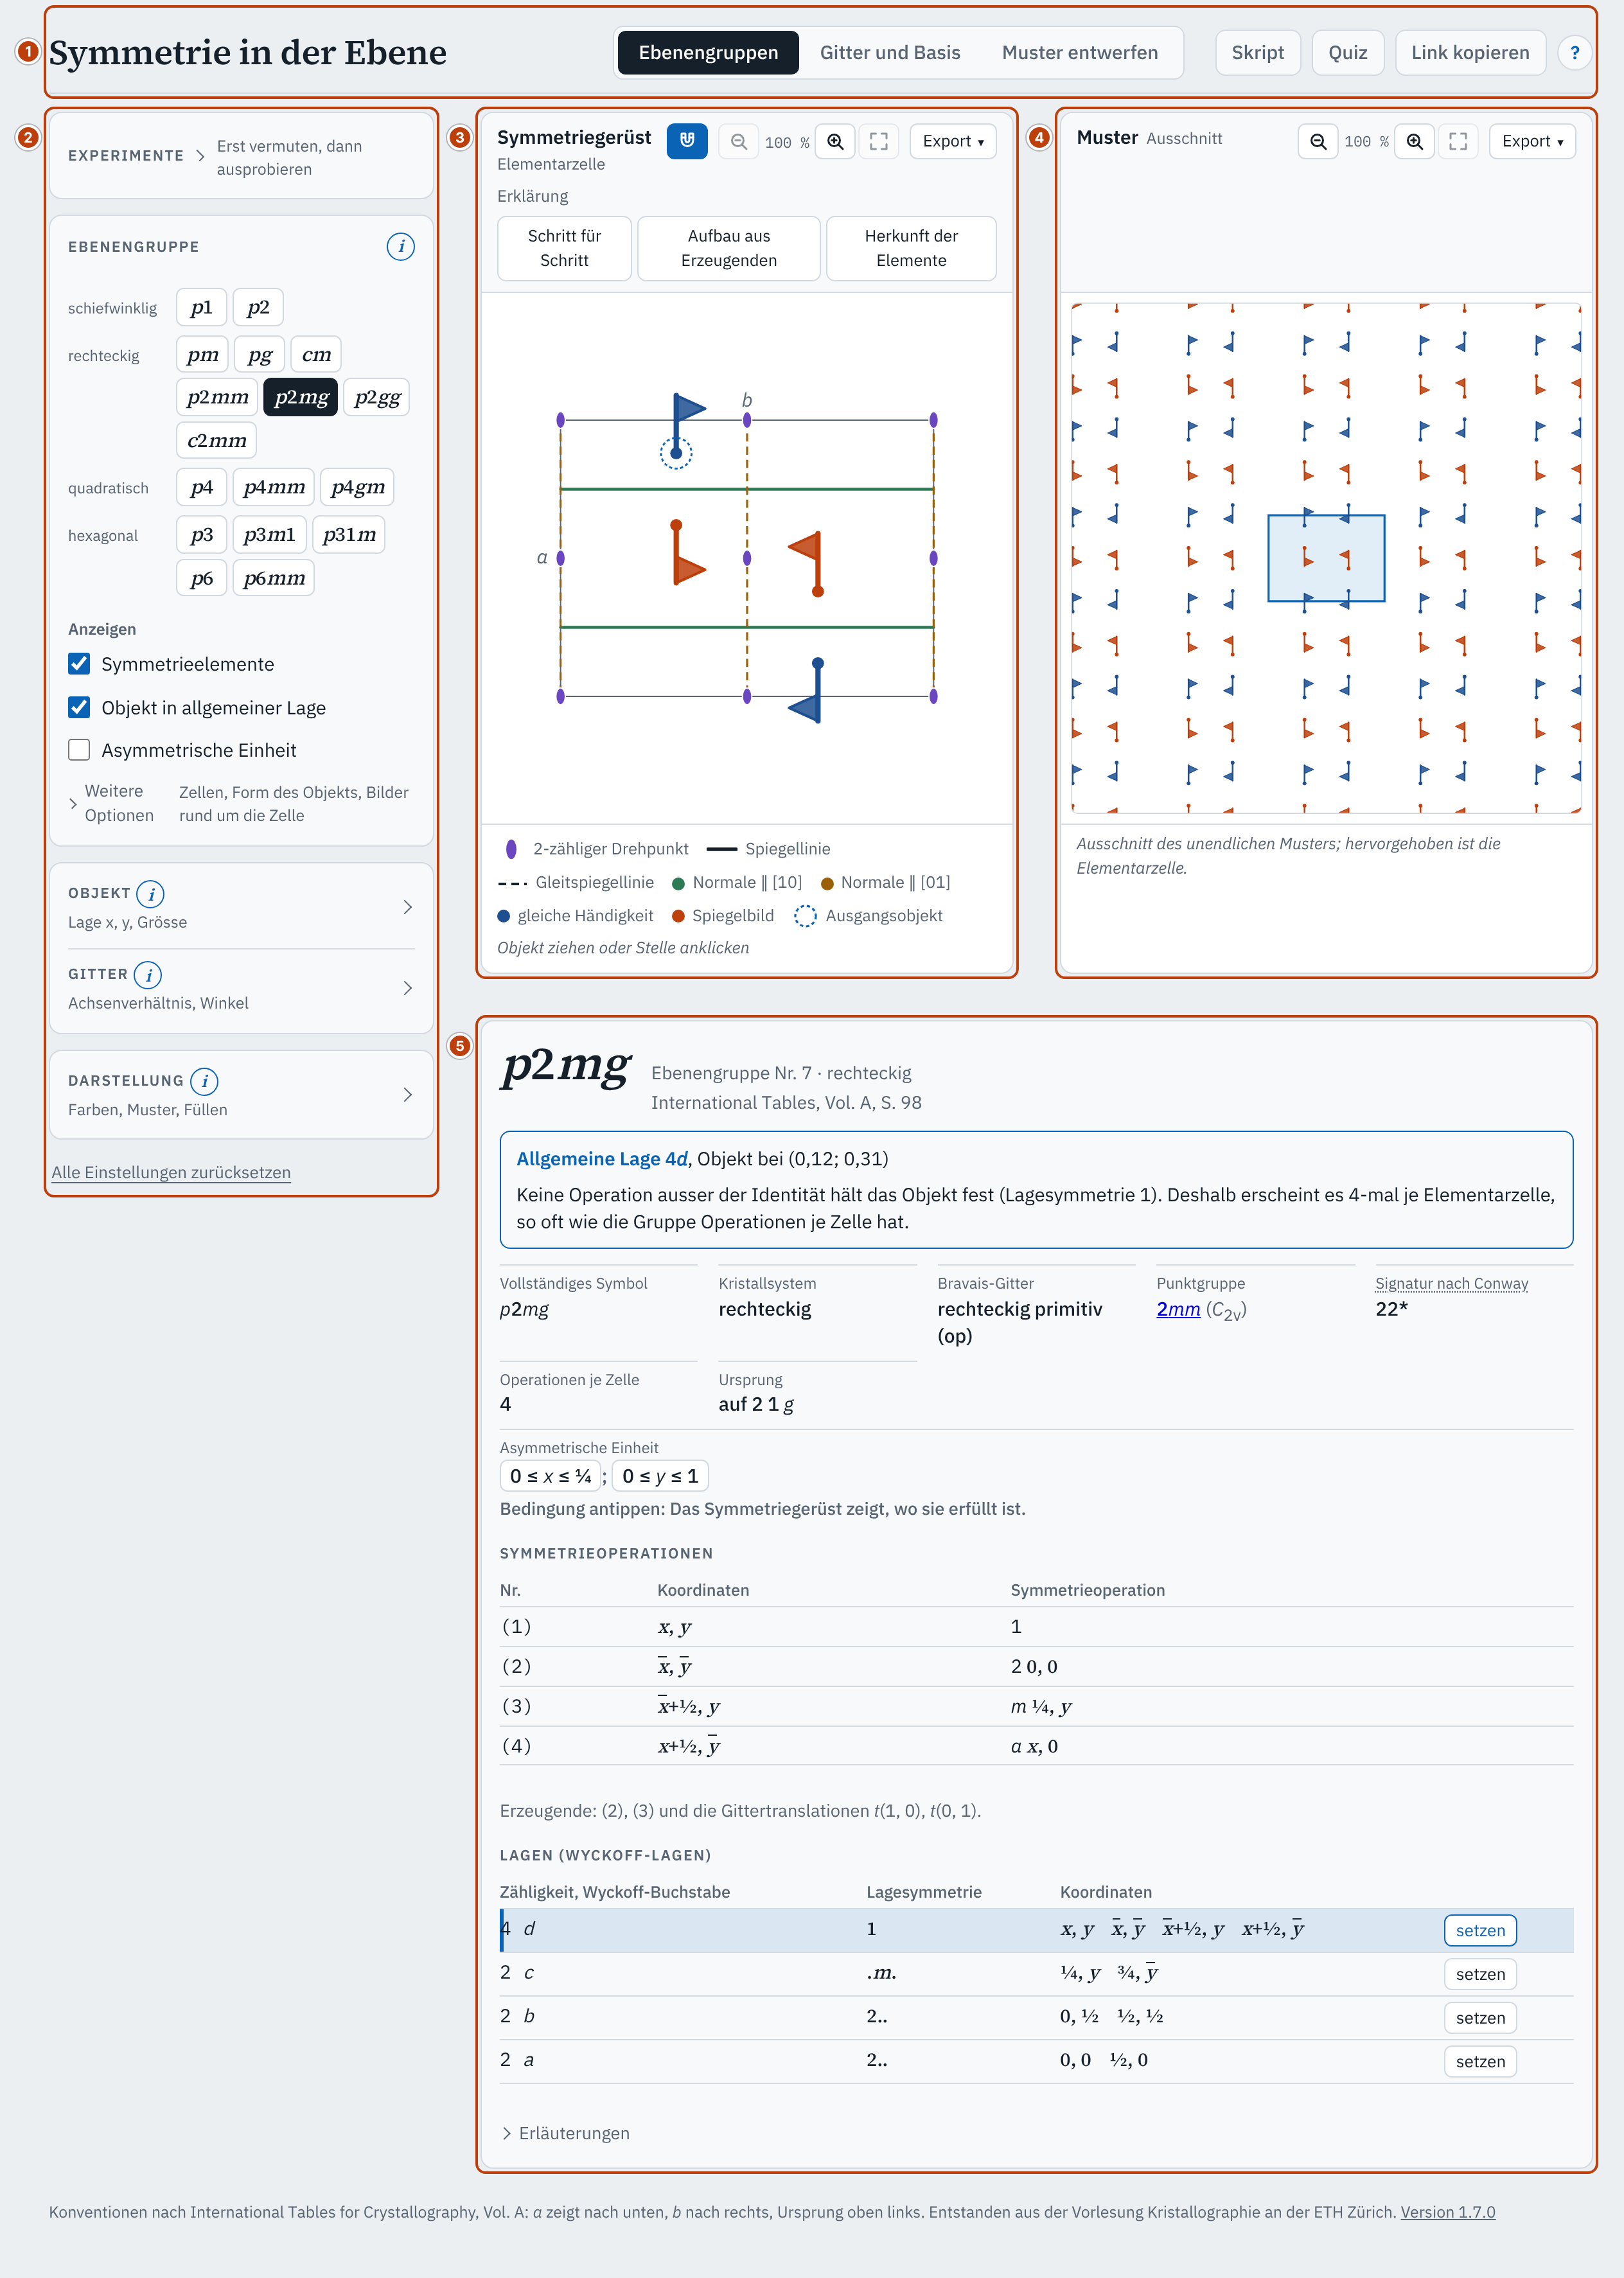 1
Symmetrie in der Ebene
Ebenengruppen Gitter und Basis Muster entwerfen
Skript Quiz Link kopieren ?
2
EXPERIMENTE Erst vermuten, dann
ausprobieren
EBENENGRUPPE i
schiefwinklig p1 p2
rechteckig pm pg cm
p2mm p2mg p2gg
c2mm
quadratisch p4 p4mm p4gm
hexagonal p3 p3m1 p31m
p6 p6mm
Anzeigen
Symmetrieelemente
Objekt in allgemeiner Lage
Asymmetrische Einheit
Weitere Optionen
Zellen, Form des Objekts, Bilder
rund um die Zelle
OBJEKT i
Lage x, y, Grösse
GITTER i
Achsenverhältnis, Winkel
DARSTELLUNG i
Farben, Muster, Füllen
Alle Einstellungen zurücksetzen
3
Symmetriegerüst 100 % Export ▾
Elementarzelle
Erklärung
Schritt für
Schritt
Aufbau aus
Erzeugenden
Herkunft der
Elemente
b
a
2-zähliger Drehpunkt Spiegellinie
Gleitspiegellinie Normale ∥ [10] Normale ∥ [01]
gleiche Händigkeit Spiegelbild Ausgangsobjekt
Objekt ziehen oder Stelle anklicken
4
Muster Ausschnitt 100 % Export ▾
Ausschnitt des unendlichen Musters; hervorgehoben ist die
Elementarzelle.
5
p2mg Ebenengruppe Nr. 7 · rechteckig
International Tables, Vol. A, S. 98
Allgemeine Lage 4d, Objekt bei (0,12; 0,31)
Keine Operation ausser der Identität hält das Objekt fest (Lagesymmetrie 1). Deshalb erscheint es 4-mal je Elementarzelle,
so oft wie die Gruppe Operationen je Zelle hat.
Vollständiges Symbol
p2mg
Kristallsystem
rechteckig
Bravais-Gitter
rechteckig primitiv
(op)
Punktgruppe
2mm (C2v)
Signatur nach Conway
22*
Operationen je Zelle
4
Ursprung
auf 2 1 g
Asymmetrische Einheit
0 ≤ x ≤ ¼ ; 0 ≤ y ≤ 1
Bedingung antippen: Das Symmetriegerüst zeigt, wo sie erfüllt ist.
SYMMETRIEOPERATIONEN
Nr. Koordinaten Symmetrieoperation
(1) x, y 1
(2) x̅, y̅ 2 0, 0
(3) x̅+½, y m ¼, y
(4) x+½, y̅ a x, 0
Erzeugende: (2), (3) und die Gittertranslationen t(1, 0), t(0, 1).
LAGEN (WYCKOFF-LAGEN)
Zähligkeit, Wyckoff-Buchstabe Lagesymmetrie Koordinaten
4 d 1 x, y x̅, y̅ x̅+½, y x+½, y̅ setzen
2 c .m. ¼, y ¾, y̅ setzen
2 b 2.. 0, ½ ½, ½ setzen
2 a 2.. 0, 0 ½, 0 setzen
Erläuterungen
Konventionen nach International Tables for Crystallography, Vol. A: a zeigt nach unten, b nach rechts, Ursprung oben links. Entstanden aus der Vorlesung Kristallographie an der ETH Zürich. Version 1.7.0